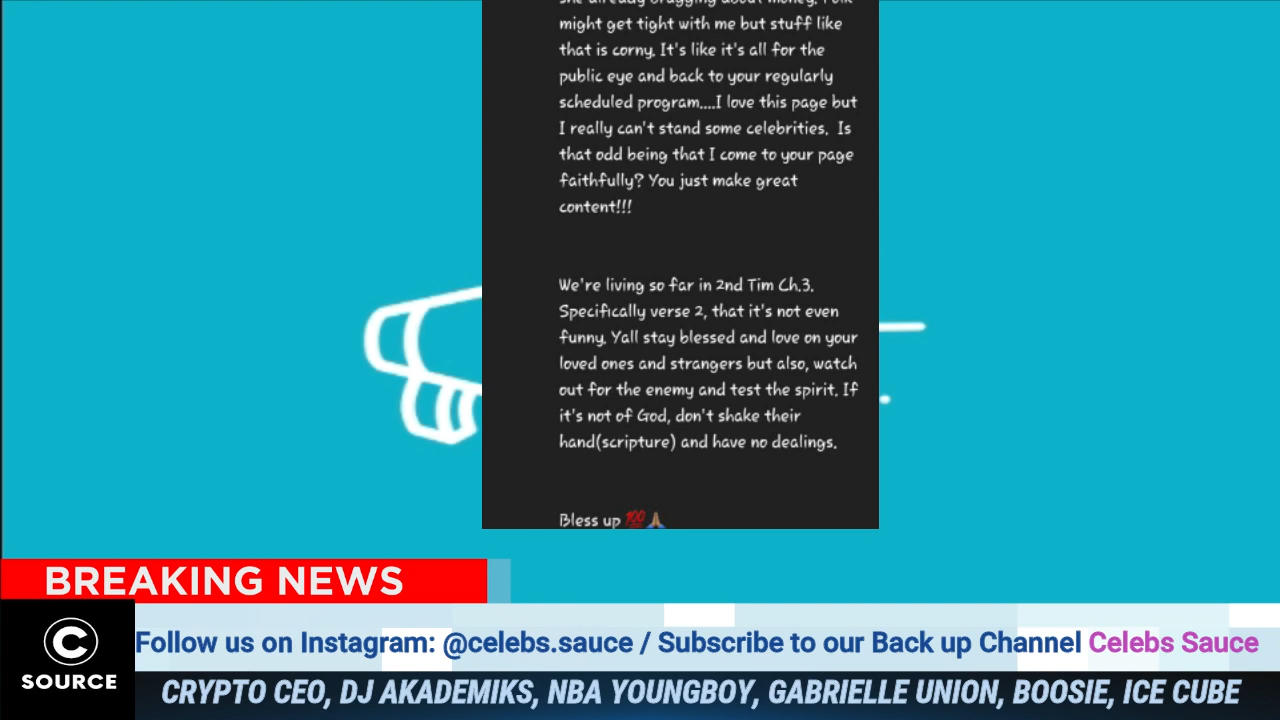 she already bragging about money. Folk
might get tight with me but stuff like
that is corny. It's like it's all for the
public eye and back to your regularly
scheduled program....I love this page but
I really can't stand some celebrities. Is
that odd being that I come to your page
faithfully? You just make great
content!!!
We're living so far in 2nd Tim Ch.3.
Specifically verse 2, that it's not even
funny. Yall stay blessed and love on your
loved ones and strangers but also, watch
out for the enemy and test the spirit. If
it's not of God, don't shake their
hand(scripture) and have no dealings.
Bless up 💯🙏🏽
BREAKING NEWS
C
SOURCE
Follow us on Instagram: @celebs.sauce / Subscribe to our Back up Channel Celebs Sauce
CRYPTO CEO, DJ AKADEMIKS, NBA YOUNGBOY, GABRIELLE UNION, BOOSIE, ICE CUBE